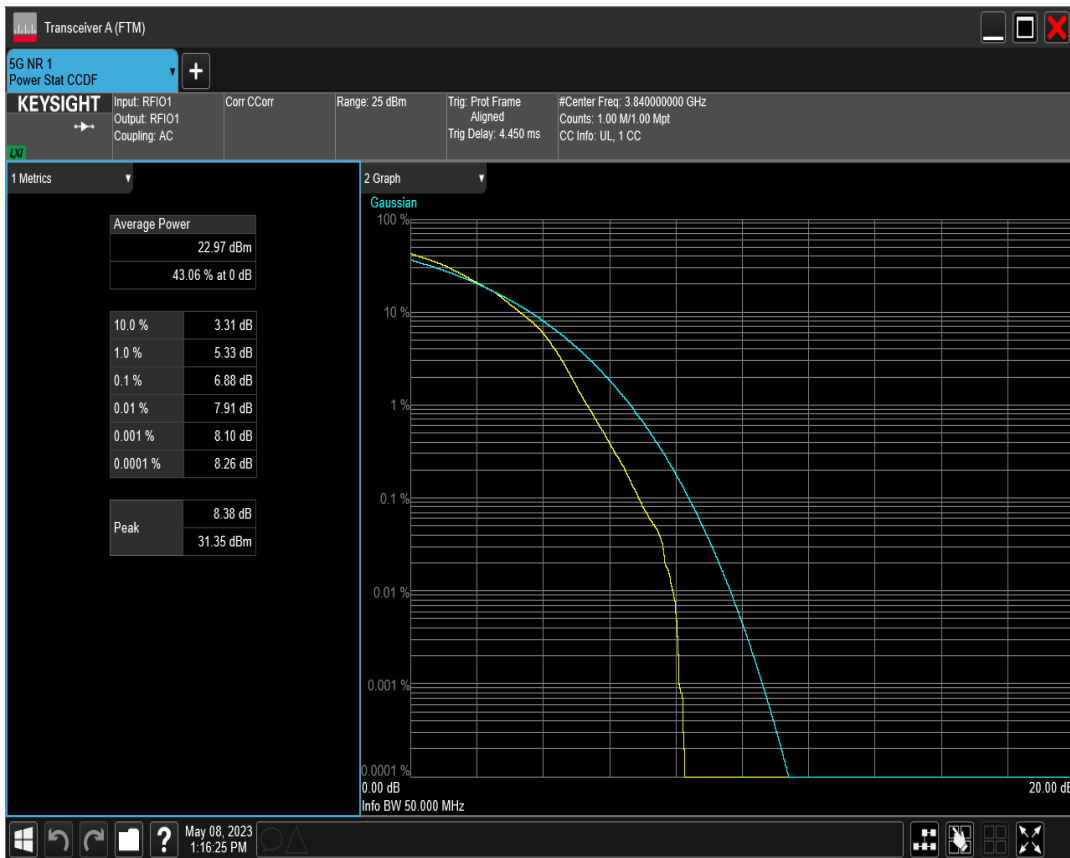 Transceiver A (FTM)
5G NR 1
Power Stat CCDF
+
KEYSIGHT
LXI
Input: RFIO1
Output: RFIO1
Coupling: AC
Corr CCorr
Range: 25 dBm
Trig: Prot Frame
Aligned
Trig Delay: 4.450 ms
#Center Freq: 3.840000000 GHz
Counts: 1.00 M/1.00 Mpt
CC Info: UL, 1 CC
1 Metrics
Average Power
22.97 dBm
43.06 % at 0 dB
10.0 % 3.31 dB
1.0 % 5.33 dB
0.1 % 6.88 dB
0.01 % 7.91 dB
0.001 % 8.10 dB
0.0001 % 8.26 dB
Peak
8.38 dB
31.35 dBm
2 Graph
Gaussian
100 %
10 %
1 %
0.1 %
0.01 %
0.001 %
0.0001 %
0.00 dB 20.00 dB
Info BW 50.000 MHz
?
May 08, 2023
1:16:25 PM